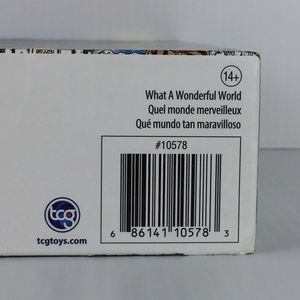 14+
What A Wonderful World
Quel monde merveilleux
Qué mundo tan maravilloso
#10578
tcg
tcgtoys.com
6 86141 10578 3